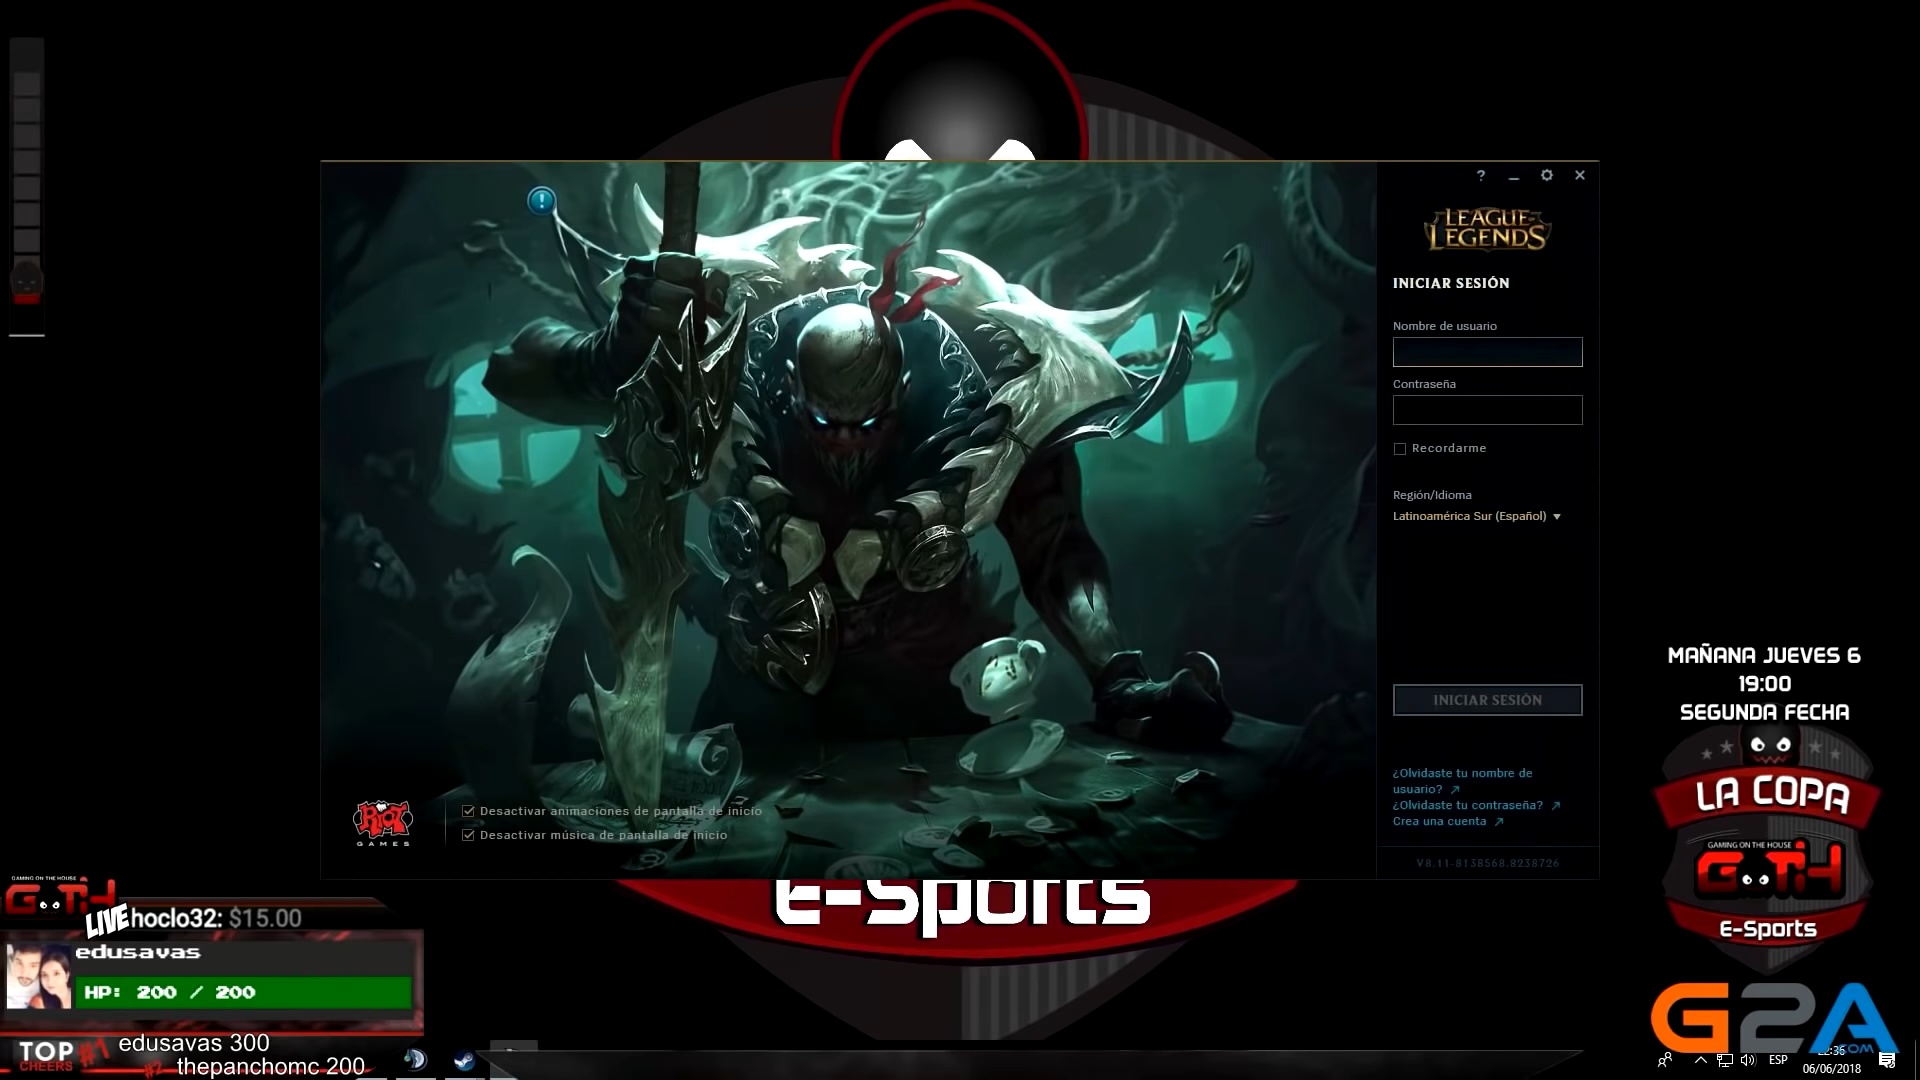 ?
LEAGUE OF
LEGENDS
INICIAR SESIÓN
Nombre de usuario
Contraseña
Recordarme
Región/Idioma
Latinoamérica Sur (Español)
INICIAR SESIÓN
¿Olvidaste tu nombre de
usuario?
¿Olvidaste tu contraseña?
Crea una cuenta
V8.11-8138568.8238726
RIOT
GAMES
Desactivar animaciones de pantalla de inicio
Desactivar música de pantalla de inicio
E-Sports
MAÑANA JUEVES 6
19:00
SEGUNDA FECHA
LA COPA
GAMING ON THE HOUSE
GOTH
E-Sports
G2A
.COM
GAMING ON THE HOUSE
GOTH
LIVE
hoclo32: $15.00
edusavas
HP: 200 / 200
TOP
CHEERS
#1
edusavas 300
#2
thepanchomc 200
ESP
06/06/2018